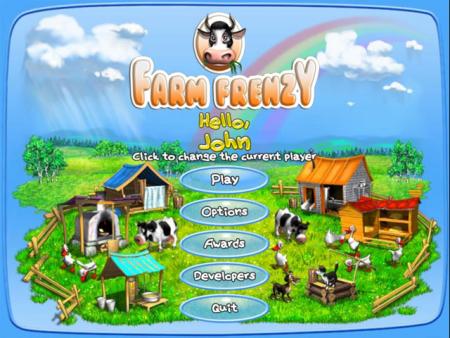 Farm Frenzy
Hello,
John
Click to change the current player
Play
Options
Awards
Developers
Quit